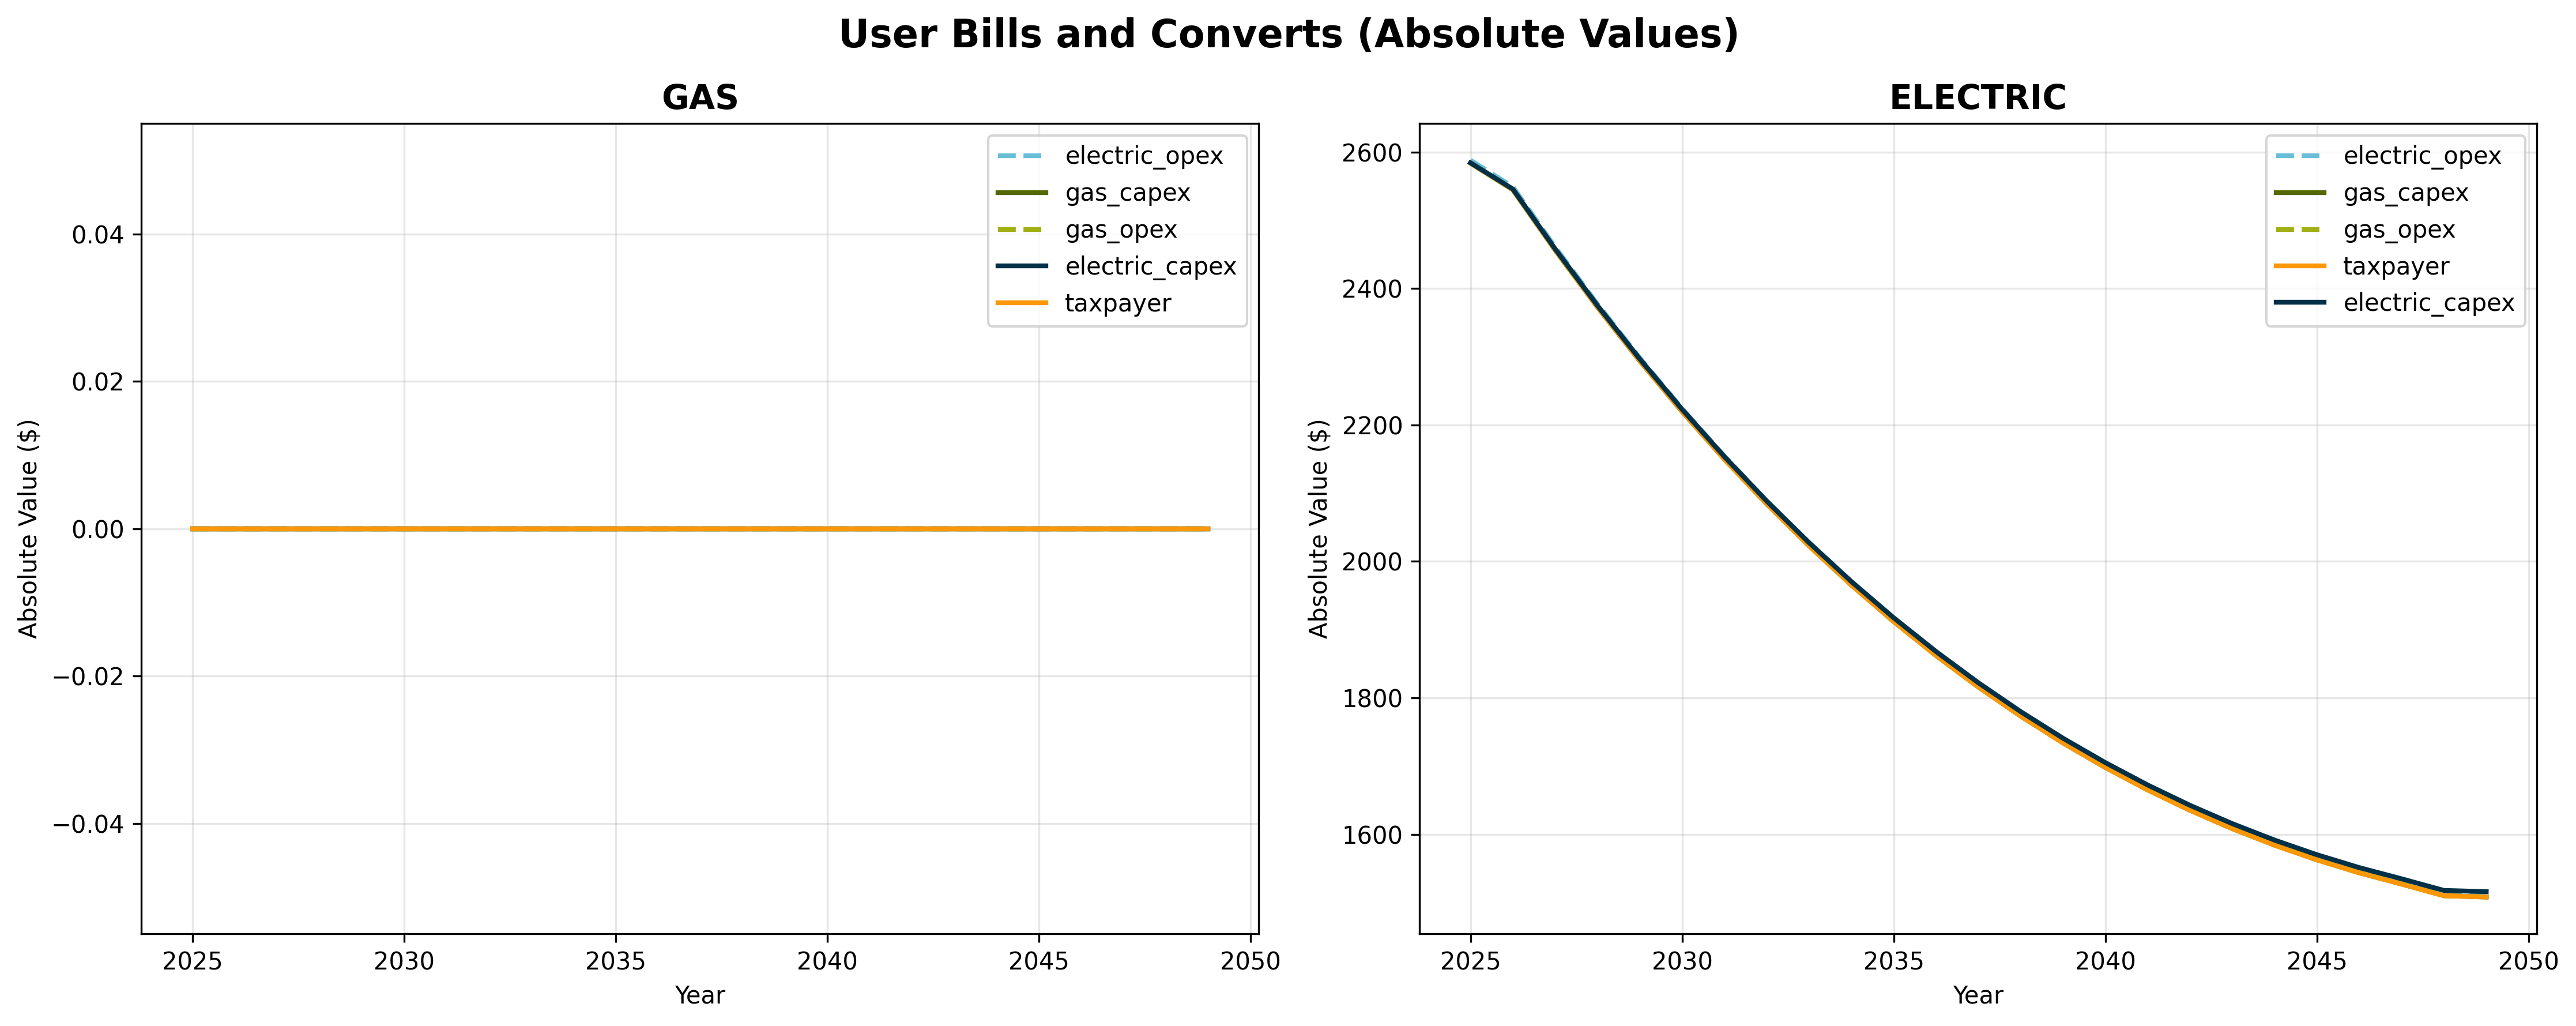 User Bills and Converts (Absolute Values)
GAS
Absolute Value ($)
0.04
0.02
0.00
−0.02
−0.04
2025 2030 2035 2040 2045 2050
Year
electric_opex
gas_capex
gas_opex
electric_capex
taxpayer
ELECTRIC
Absolute Value ($)
2600
2400
2200
2000
1800
1600
2025 2030 2035 2040 2045 2050
Year
electric_opex
gas_capex
gas_opex
taxpayer
electric_capex